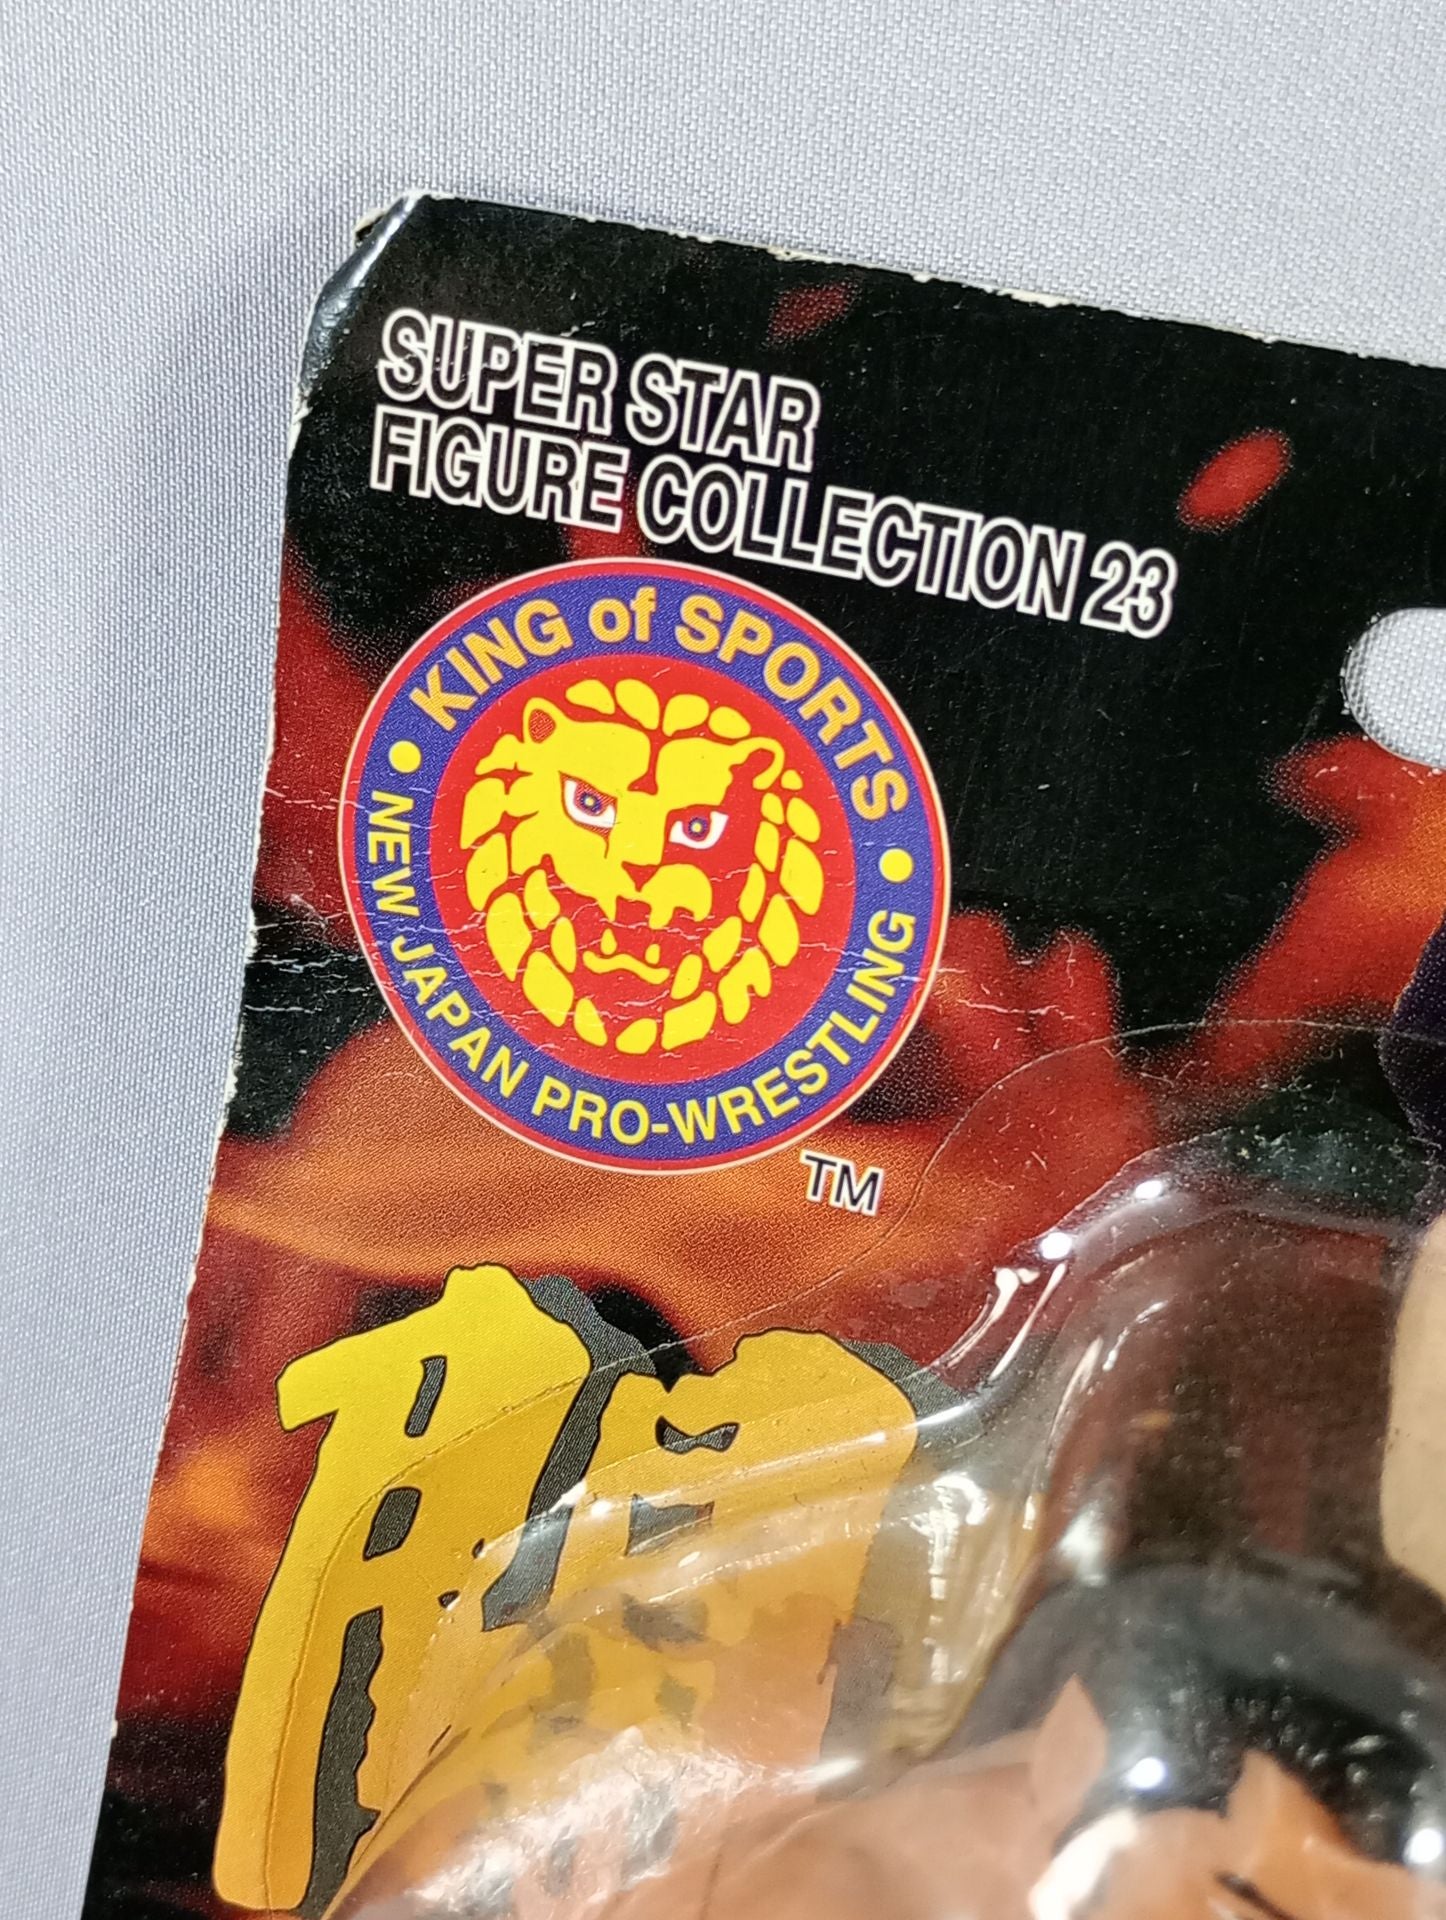 SUPER STAR
FIGURE COLLECTION 23
KING of SPORTS
NEW JAPAN PRO-WRESTLING
TM